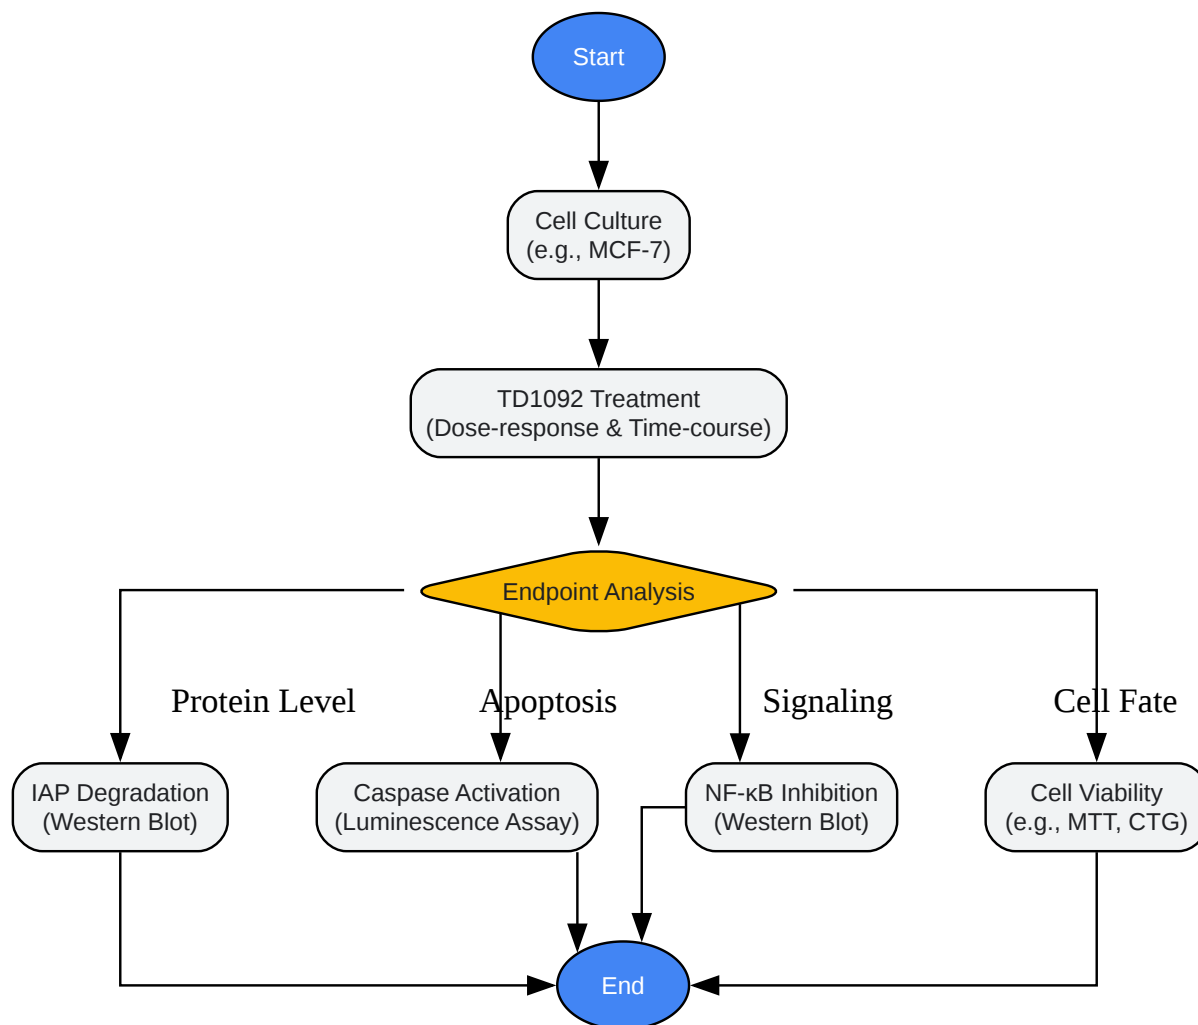 Start
Cell Culture
(e.g., MCF-7)
TD1092 Treatment
(Dose-response & Time-course)
Endpoint Analysis
Protein Level
Apoptosis
Signaling
Cell Fate
IAP Degradation
(Western Blot)
Caspase Activation
(Luminescence Assay)
NF-κB Inhibition
(Western Blot)
Cell Viability
(e.g., MTT, CTG)
End